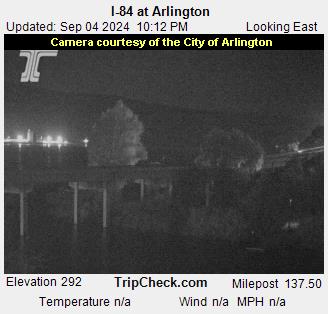 I-84 at Arlington
Updated: Sep 04 2024 10:12 PM Looking East
Camera courtesy of the City of Arlington
Elevation 292 TripCheck.com Milepost 137.50
Temperature n/a Wind n/a MPH n/a